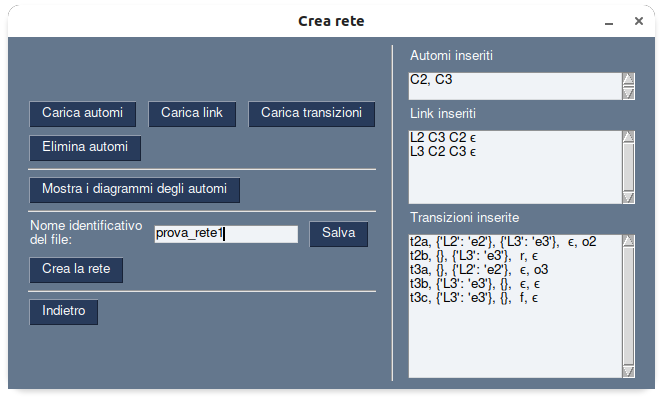 Crea rete
Carica automi
Carica link
Carica transizioni
Elimina automi
Mostra i diagrammi degli automi
Nome identificativo
del file:
prova_rete1
Salva
Crea la rete
Indietro
Automi inseriti
C2, C3
Link inseriti
L2 C3 C2 ϵ
L3 C2 C3 ϵ
Transizioni inserite
t2a, {'L2': 'e2'}, {'L3': 'e3'}, ϵ, o2
t2b, {}, {'L3': 'e3'}, r, ϵ
t3a, {}, {'L2': 'e2'}, ϵ, o3
t3b, {'L3': 'e3'}, {}, ϵ, ϵ
t3c, {'L3': 'e3'}, {}, f, ϵ